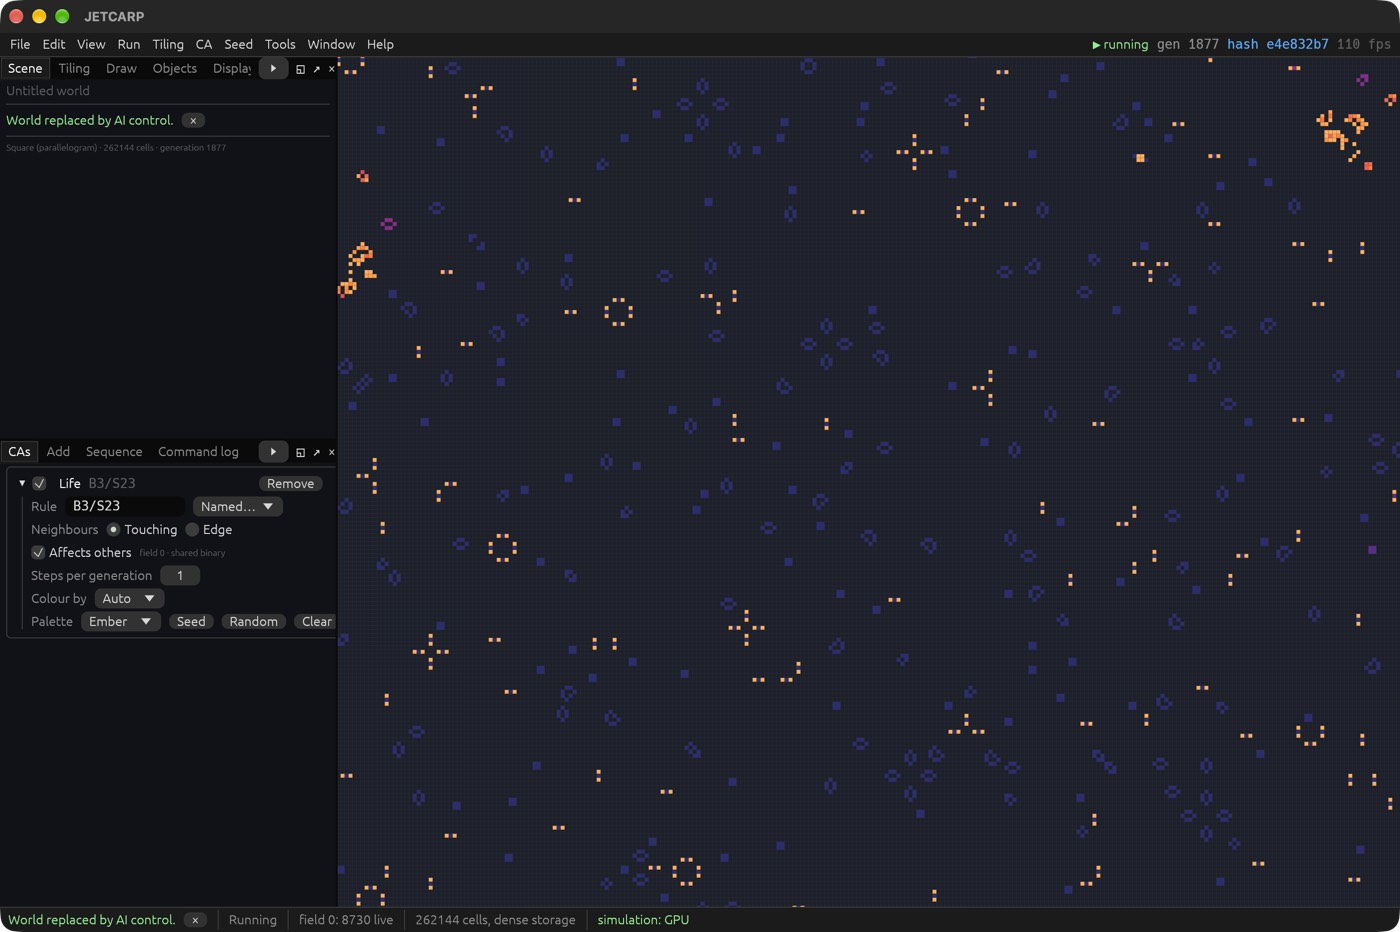 JETCARP
File Edit View Run Tiling CA Seed Tools Window Help
running gen 1877 hash e4e832b7 110 fps
Scene Tiling Draw Objects Display
Untitled world
World replaced by AI control. ×
Square (parallelogram) · 262144 cells · generation 1877
CAs Add Sequence Command log
Life B3/S23 Remove
Rule B3/S23 Named...
Neighbours Touching Edge
Affects others field 0 · shared binary
Steps per generation 1
Colour by Auto
Palette Ember Seed Random Clear
World replaced by AI control. × Running field 0: 8730 live 262144 cells, dense storage simulation: GPU